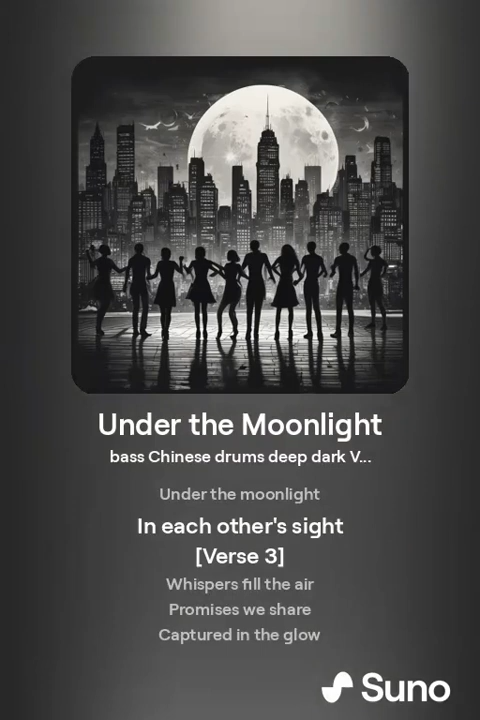 Under the Moonlight
bass Chinese drums deep dark V...
Under the moonlight
In each other's sight
[Verse 3]
Whispers fill the air
Promises we share
Captured in the glow
Suno